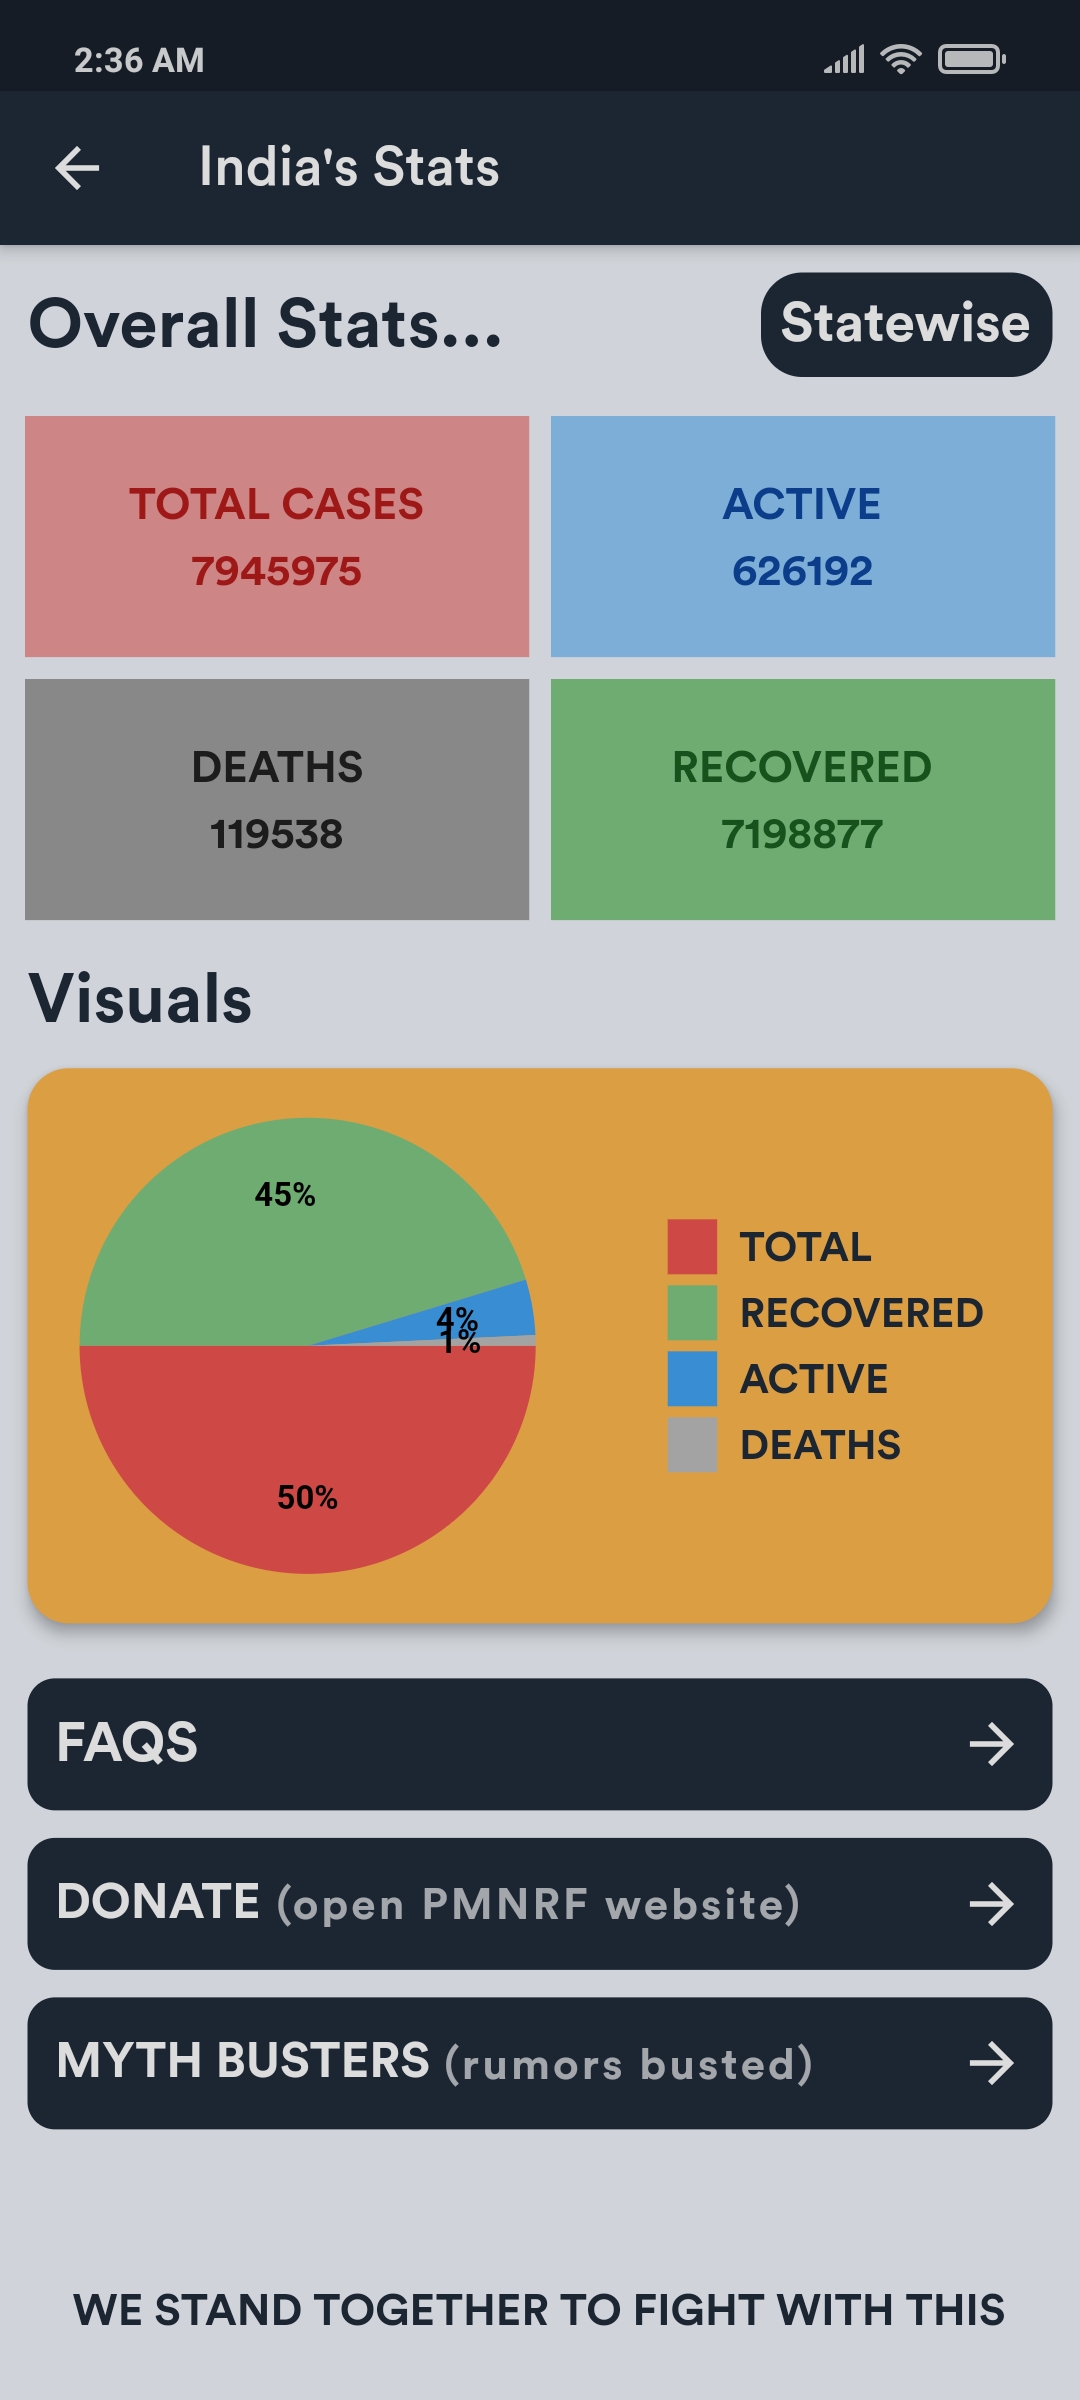 2:36 AM
India's Stats
Overall Stats...
Statewise
TOTAL CASES
7945975
ACTIVE
626192
DEATHS
119538
RECOVERED
7198877
Visuals
45%
4%
1%
50%
TOTAL
RECOVERED
ACTIVE
DEATHS
FAQS
DONATE (open PMNRF website)
MYTH BUSTERS (rumors busted)
WE STAND TOGETHER TO FIGHT WITH THIS